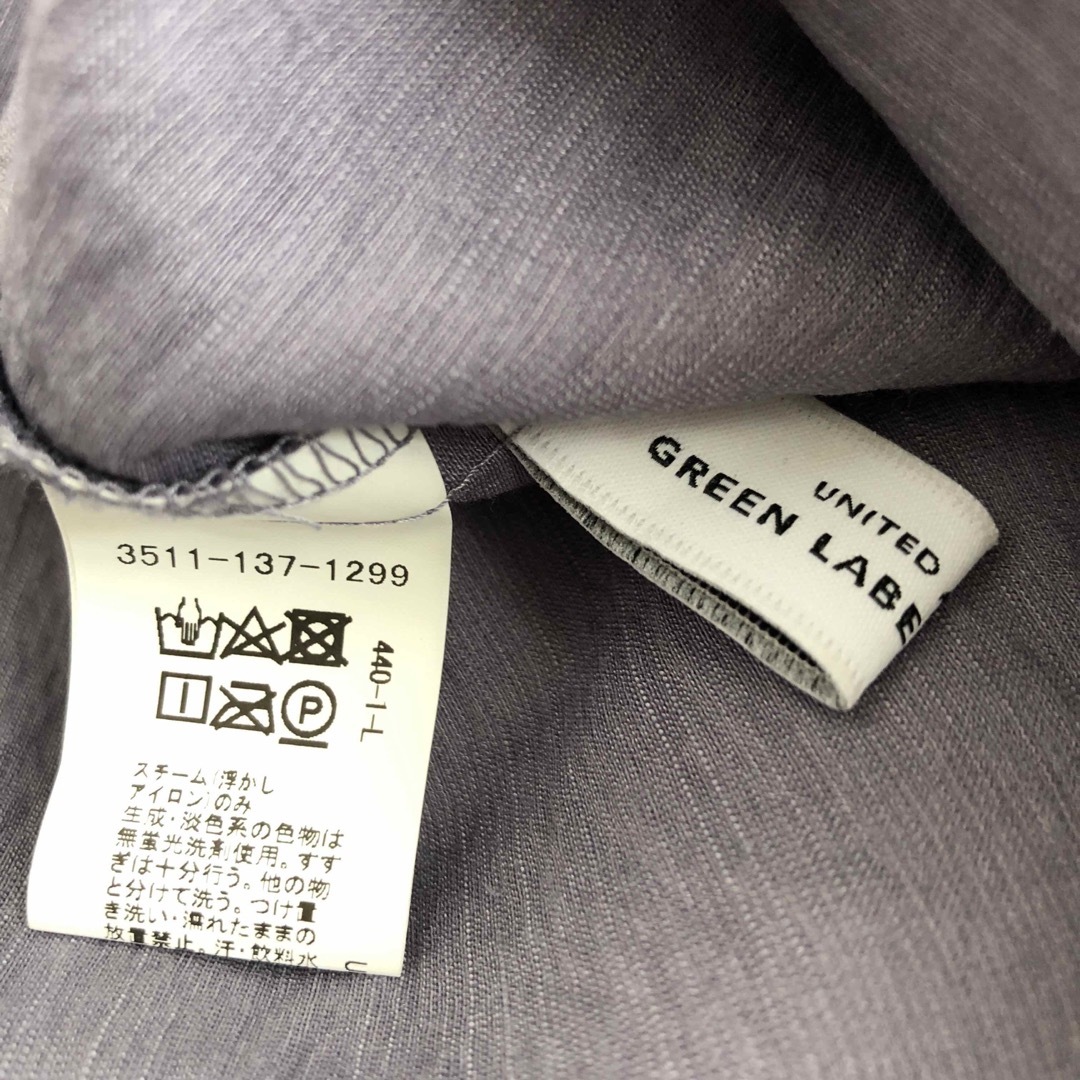 3511-137-1299
440-1-L
P
スチーム(浮かし
アイロン)のみ
生成・淡色系の色物は
無蛍光洗剤使用。すす
ぎは十分行う。他の物
と分けて洗う。つけ置
き洗い・濡れたままの
放置禁止。汗・飲料水
UNITED
GREEN LABE